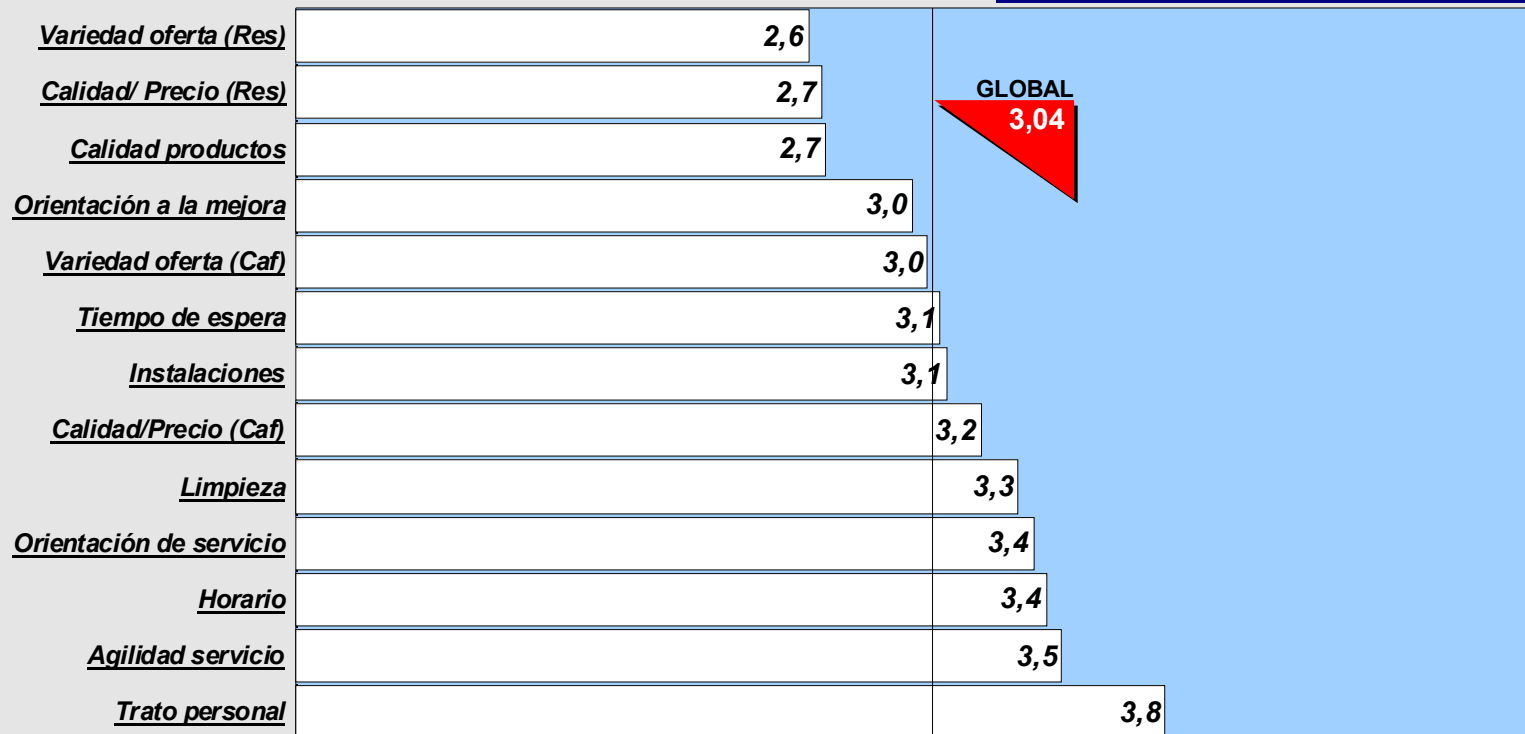 Variedad oferta (Res) 2,6
Calidad/ Precio (Res) 2,7
GLOBAL
3,04
Calidad productos 2,7
Orientación a la mejora 3,0
Variedad oferta (Caf) 3,0
Tiempo de espera 3,1
Instalaciones 3,1
Calidad/Precio (Caf) 3,2
Limpieza 3,3
Orientación de servicio 3,4
Horario 3,4
Agilidad servicio 3,5
Trato personal 3,8